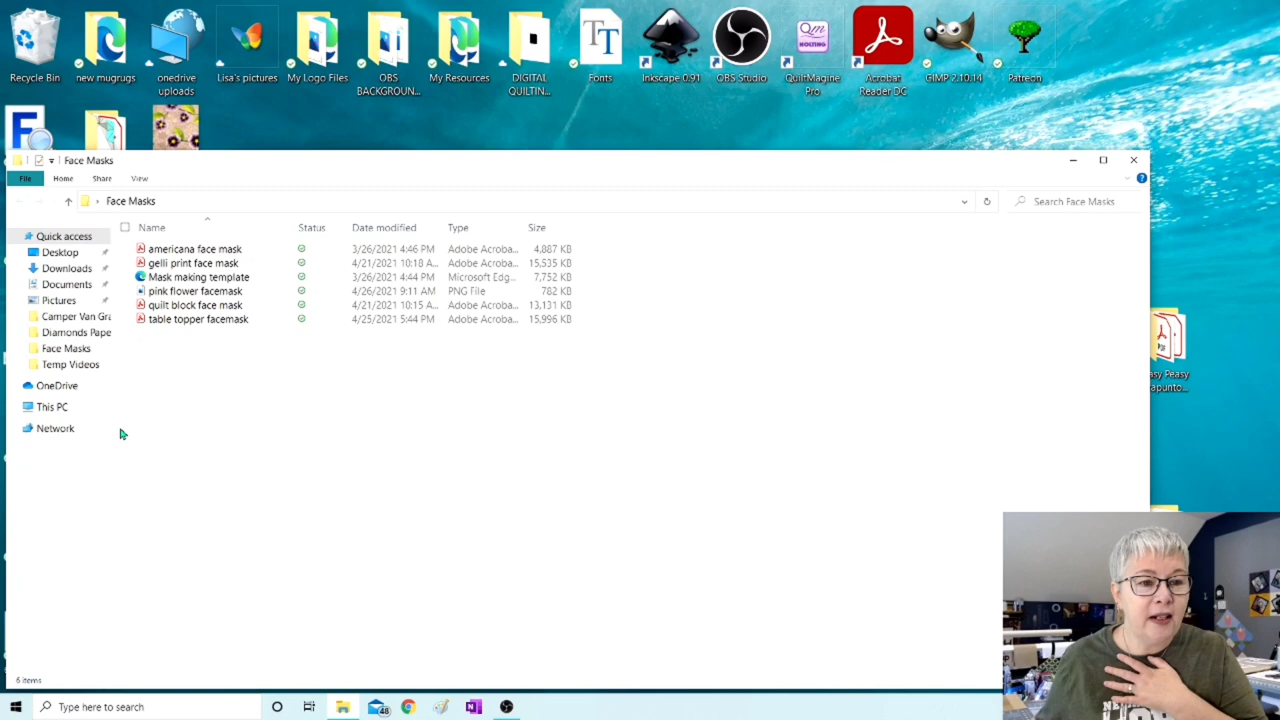 Recycle Bin
new mugrugs
onedrive uploads
Lisa's pictures
My Logo Files
OBS BACKGROUN...
My Resources
DIGITAL QUILTIN...
Fonts
Inkscape 0.91
OBS Studio
QuiltMagine Pro
Acrobat Reader DC
GIMP 2.10.14
Patreon
Face Masks
File Home Share View
Face Masks
Search Face Masks
Name Status Date modified Type Size
americana face mask 3/26/2021 4:46 PM Adobe Acroba... 4,887 KB
gelli print face mask 4/21/2021 10:18 A... Adobe Acroba... 15,535 KB
Mask making template 3/26/2021 4:44 PM Microsoft Edg... 7,752 KB
pink flower facemask 4/26/2021 9:11 AM PNG File 782 KB
quilt block face mask 4/21/2021 10:15 A... Adobe Acroba... 13,131 KB
table topper facemask 4/25/2021 5:44 PM Adobe Acroba... 15,996 KB
Quick access
Desktop
Downloads
Documents
Pictures
Camper Van Gra
Diamonds Pape
Face Masks
Temp Videos
OneDrive
This PC
Network
asy Peasy
rapunto...
6 items
Type here to search
48